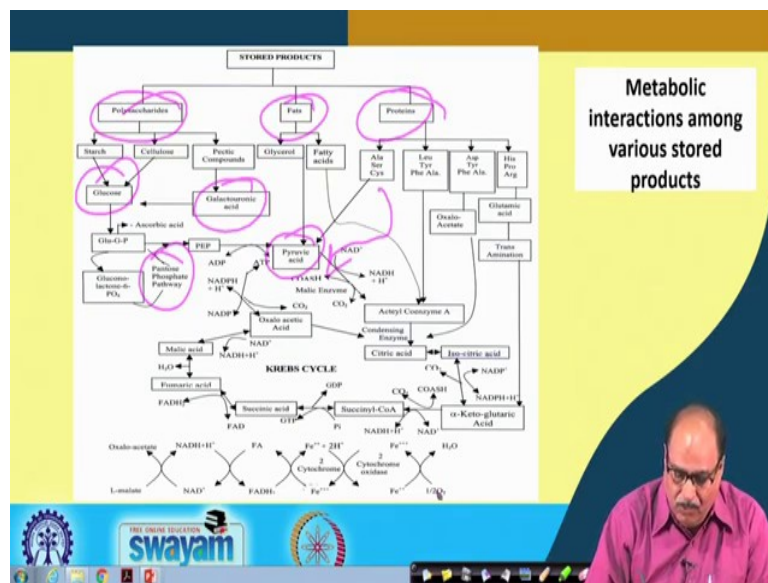 STORED PRODUCTS
Metabolic
interactions among
various stored
products
Polysaccharides
Fats
Proteins
Starch
Cellulose
Pectic
Compounds
Glycerol
Fatty
acids
Ala
Ser
Cys
Leu
Tyr
Phe Ala.
Asp
Tyr
Phe Ala.
His
Pro
Arg
Glucose
Galactouronic
acid
Glutamic
acid
Oxalo-
Acetate
Trans
Amination
- Ascorbic acid
Glu-G-P
PEP
Pyruvic
acid
NAD⁺
ADP
ATP
COASH
NADH
+ H⁺
Glucono-
lactone-6-
PO₄
Pantose
Phosphate
Pathway
NADPH
+ H⁺
Malic Enzyme
CO₂
CO₂
NADP
Acteyl Coenzyme A
Oxalo acetic
Acid
Condensing
Enzyme
Citric acid
Iso-citric acid
Malic acid
NAD⁺
NADH+H⁺
CO₂
NADP⁺
H₂O
KREBS CYCLE
Fumaric acid
GDP
CO₂
COASH
NADPH+H⁺
FADH₂
Succinic acid
Succinyl-CoA
α-Keto-glutaric
Acid
FAD
GTP
Pi
NADH+H⁺
NAD⁺
Oxalo-acetate
NADH+H⁺
FA
Fe⁺⁺ + 2H⁺
Fe⁺⁺⁺
H₂O
2
Cytochrome
2
Cytochrome
oxidase
L-malate
NAD⁺
FADH₂
Fe⁺⁺⁺
Fe⁺⁺
1/2O₂
FREE ONLINE EDUCATION
swayam